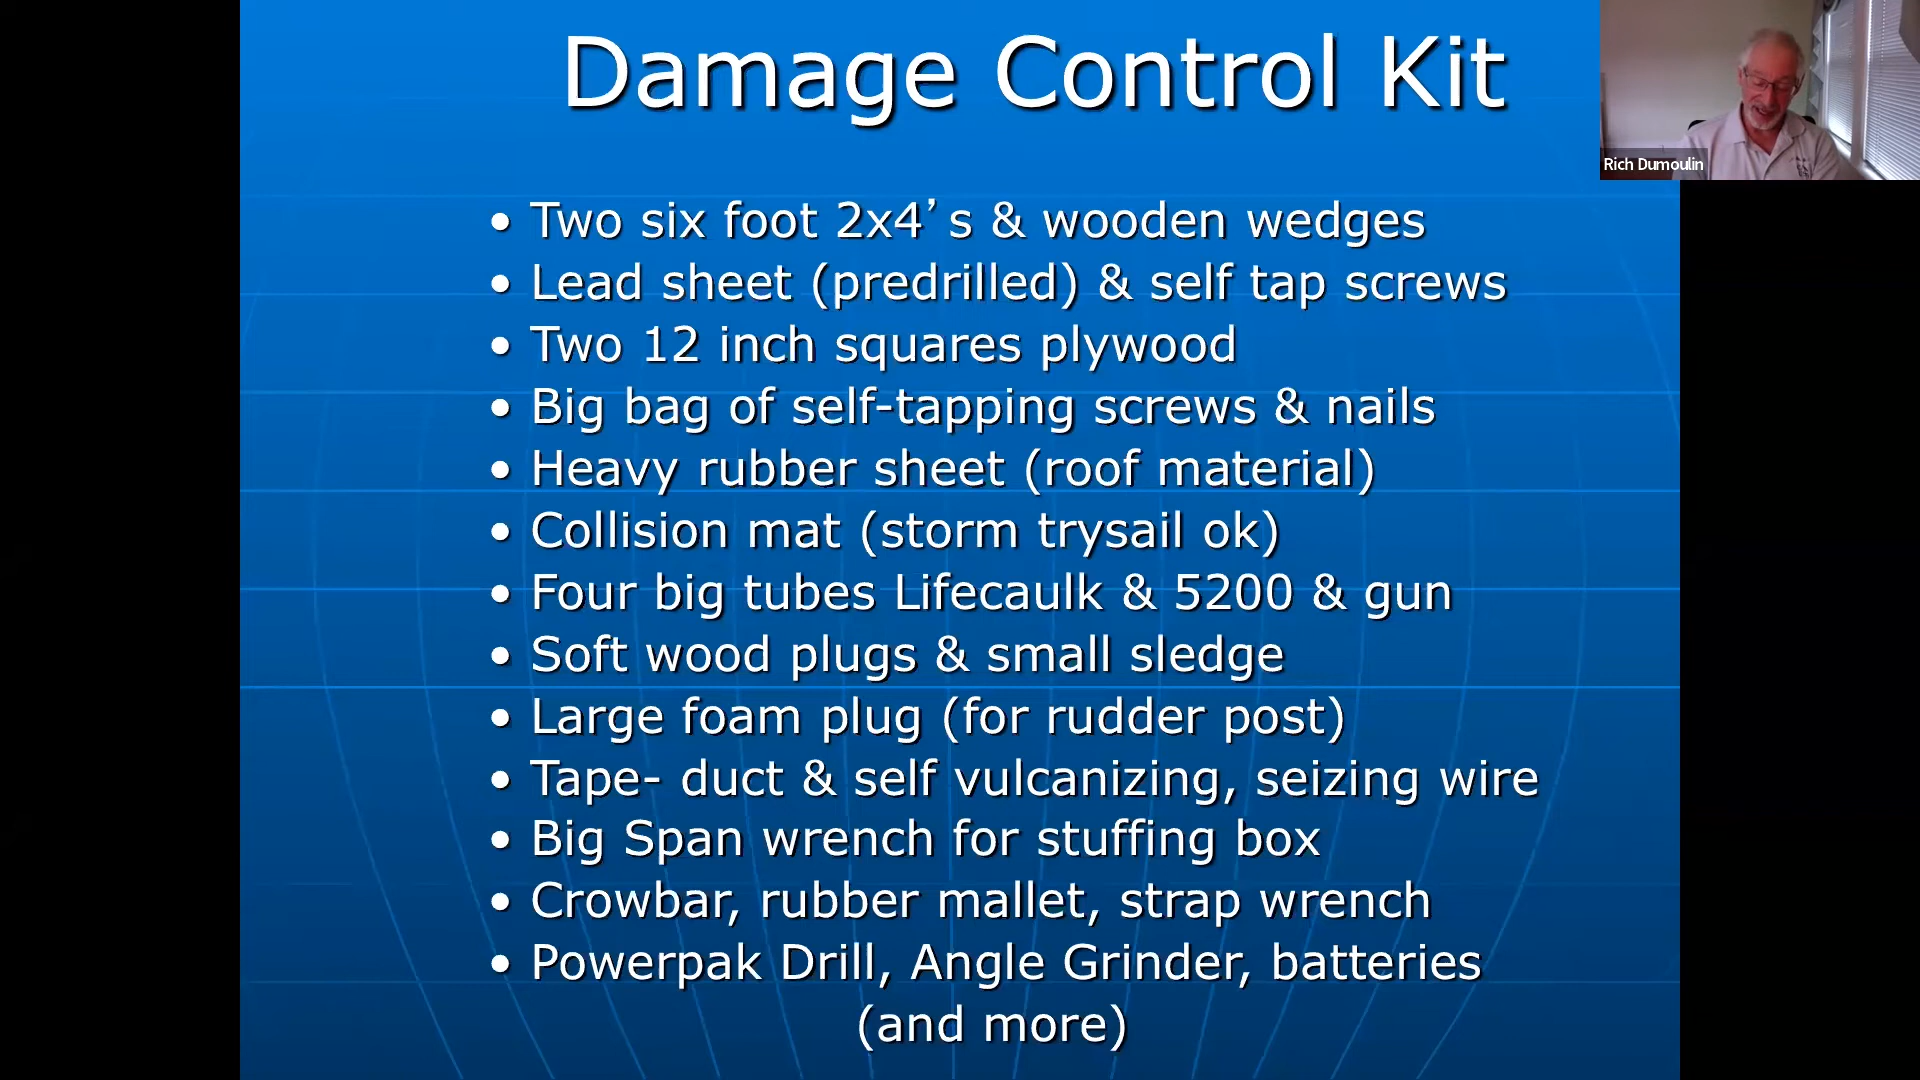 Damage Control Kit
Rich Dumoulin
• Two six foot 2x4’s & wooden wedges
• Lead sheet (predrilled) & self tap screws
• Two 12 inch squares plywood
• Big bag of self-tapping screws & nails
• Heavy rubber sheet (roof material)
• Collision mat (storm trysail ok)
• Four big tubes Lifecaulk & 5200 & gun
• Soft wood plugs & small sledge
• Large foam plug (for rudder post)
• Tape- duct & self vulcanizing, seizing wire
• Big Span wrench for stuffing box
• Crowbar, rubber mallet, strap wrench
• Powerpak Drill, Angle Grinder, batteries
(and more)